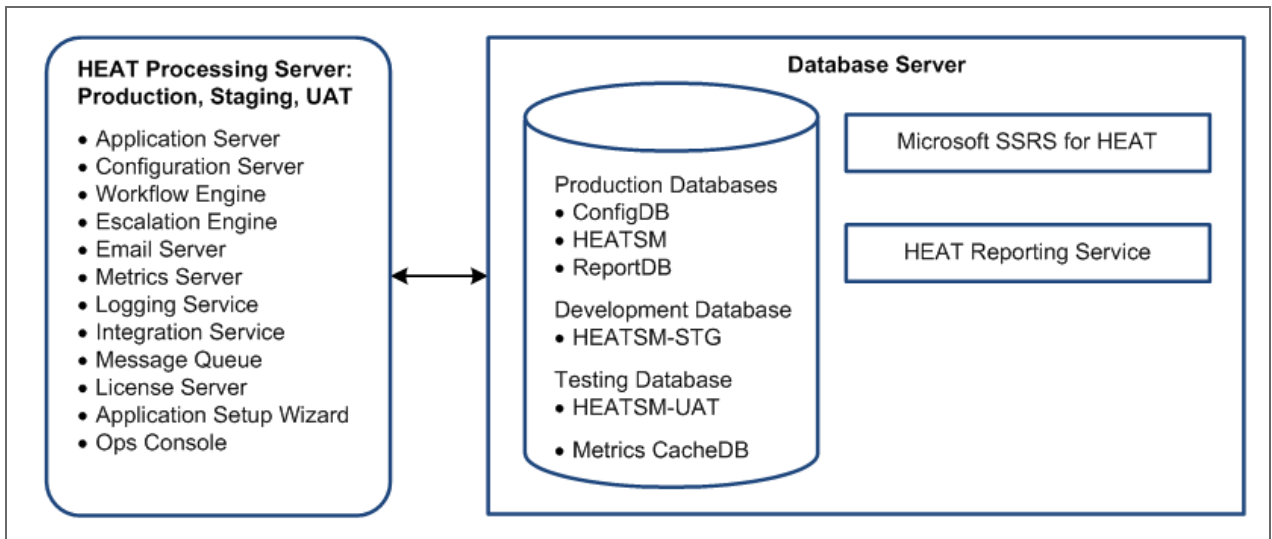 HEAT Processing Server:
Production, Staging, UAT
• Application Server
• Configuration Server
• Workflow Engine
• Escalation Engine
• Email Server
• Metrics Server
• Logging Service
• Integration Service
• Message Queue
• License Server
• Application Setup Wizard
• Ops Console
Database Server
Production Databases
• ConfigDB
• HEATSM
• ReportDB
Development Database
• HEATSM-STG
Testing Database
• HEATSM-UAT
• Metrics CacheDB
Microsoft SSRS for HEAT
HEAT Reporting Service